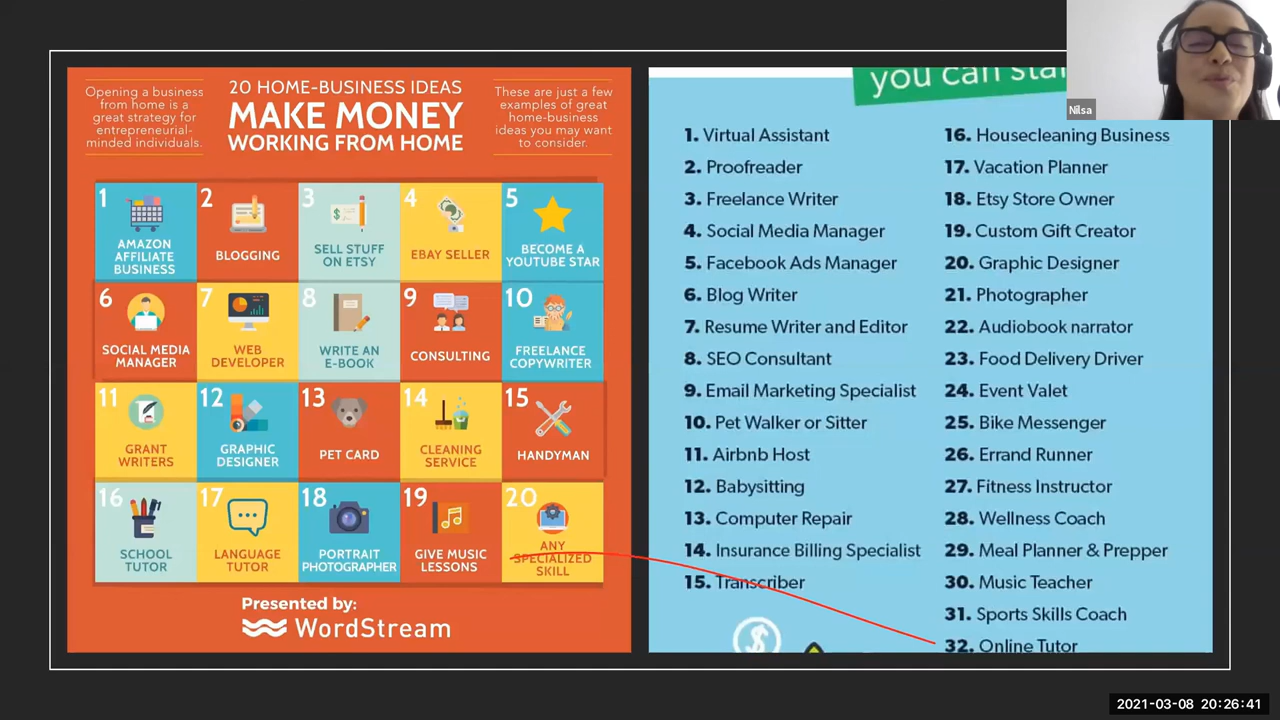 Opening a business
from home is a
great strategy for
entrepreneurial-
minded individuals.
20 HOME-BUSINESS IDEAS
MAKE MONEY
WORKING FROM HOME
These are just a few
examples of great
home-business
ideas you may want
to consider.
1
AMAZON
AFFILIATE
BUSINESS
2
BLOGGING
3
SELL STUFF
ON ETSY
4
EBAY SELLER
5
BECOME A
YOUTUBE STAR
6
SOCIAL MEDIA
MANAGER
7
WEB
DEVELOPER
8
WRITE AN
E-BOOK
9
CONSULTING
10
FREELANCE
COPYWRITER
11
GRANT
WRITERS
12
GRAPHIC
DESIGNER
13
PET CARD
14
CLEANING
SERVICE
15
HANDYMAN
16
SCHOOL
TUTOR
17
LANGUAGE
TUTOR
18
PORTRAIT
PHOTOGRAPHER
19
GIVE MUSIC
LESSONS
20
ANY
SPECIALIZED
SKILL
Presented by:
WordStream
you can star
1. Virtual Assistant
2. Proofreader
3. Freelance Writer
4. Social Media Manager
5. Facebook Ads Manager
6. Blog Writer
7. Resume Writer and Editor
8. SEO Consultant
9. Email Marketing Specialist
10. Pet Walker or Sitter
11. Airbnb Host
12. Babysitting
13. Computer Repair
14. Insurance Billing Specialist
15. Transcriber
16. Housecleaning Business
17. Vacation Planner
18. Etsy Store Owner
19. Custom Gift Creator
20. Graphic Designer
21. Photographer
22. Audiobook narrator
23. Food Delivery Driver
24. Event Valet
25. Bike Messenger
26. Errand Runner
27. Fitness Instructor
28. Wellness Coach
29. Meal Planner & Prepper
30. Music Teacher
31. Sports Skills Coach
32. Online Tutor
Nilsa
2021-03-08 20:26:41